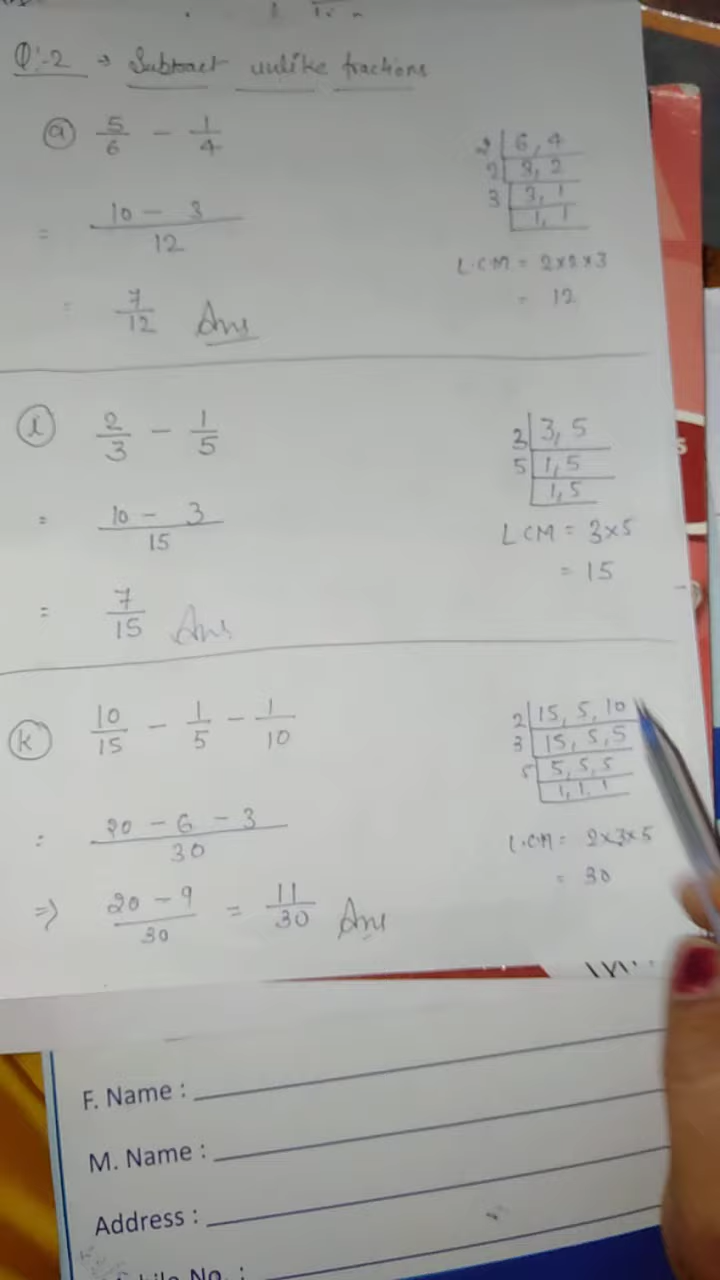 Q:-2 → Subtract unlike fractions
(a) 5/6 - 1/4
= 10 - 3 / 12
= 7/12 Ans
2 | 6, 4
2 | 3, 2
3 | 3, 1
1, 1
L.CM = 2×2×3
= 12
(i) 2/3 - 1/5
= 10 - 3 / 15
= 7/15 Ans
3 | 3, 5
5 | 1, 5
1, 5
LCM = 3×5
= 15
(k) 10/15 - 1/5 - 1/10
= 20 - 6 - 3 / 30
⇒ 20 - 9 / 30 = 11/30 Ans
2 | 15, 5, 10
3 | 15, 5, 5
5 | 5, 5, 5
1, 1, 1
L.CM = 2×3×5
= 30
F. Name :
M. Name :
Address :
No. :